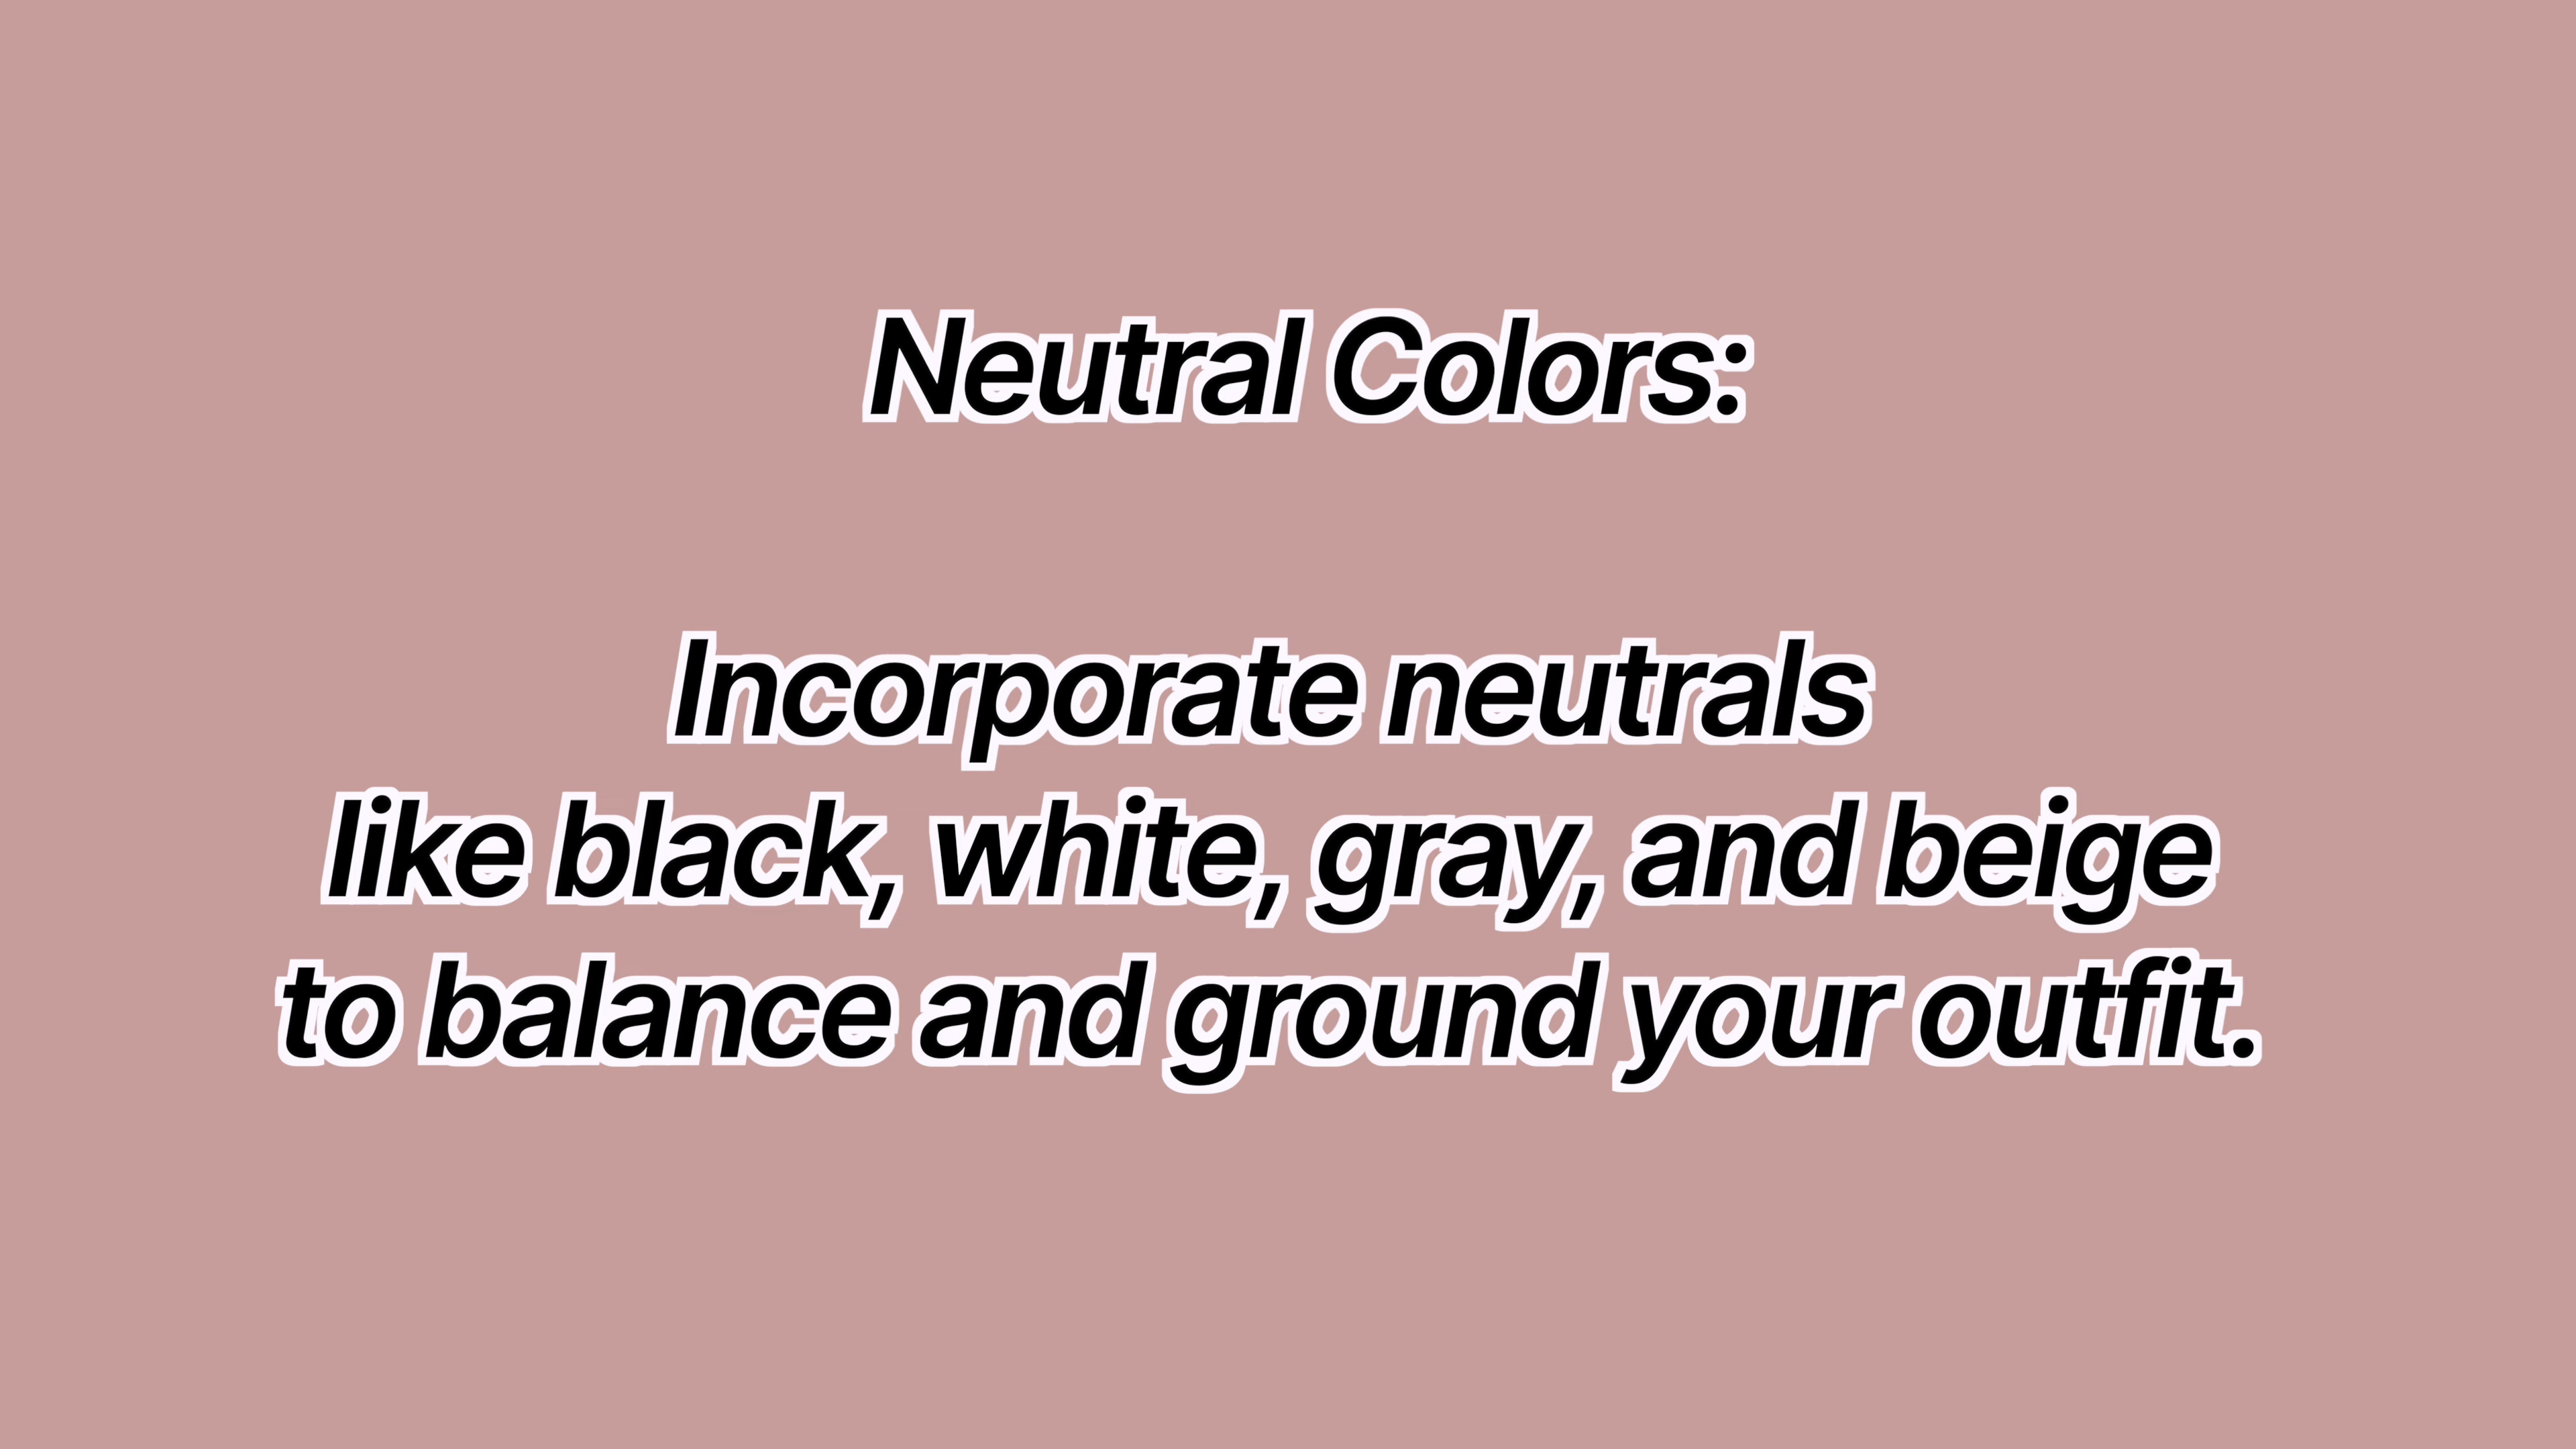 Neutral Colors:
Incorporate neutrals
like black, white, gray, and beige
to balance and ground your outfit.